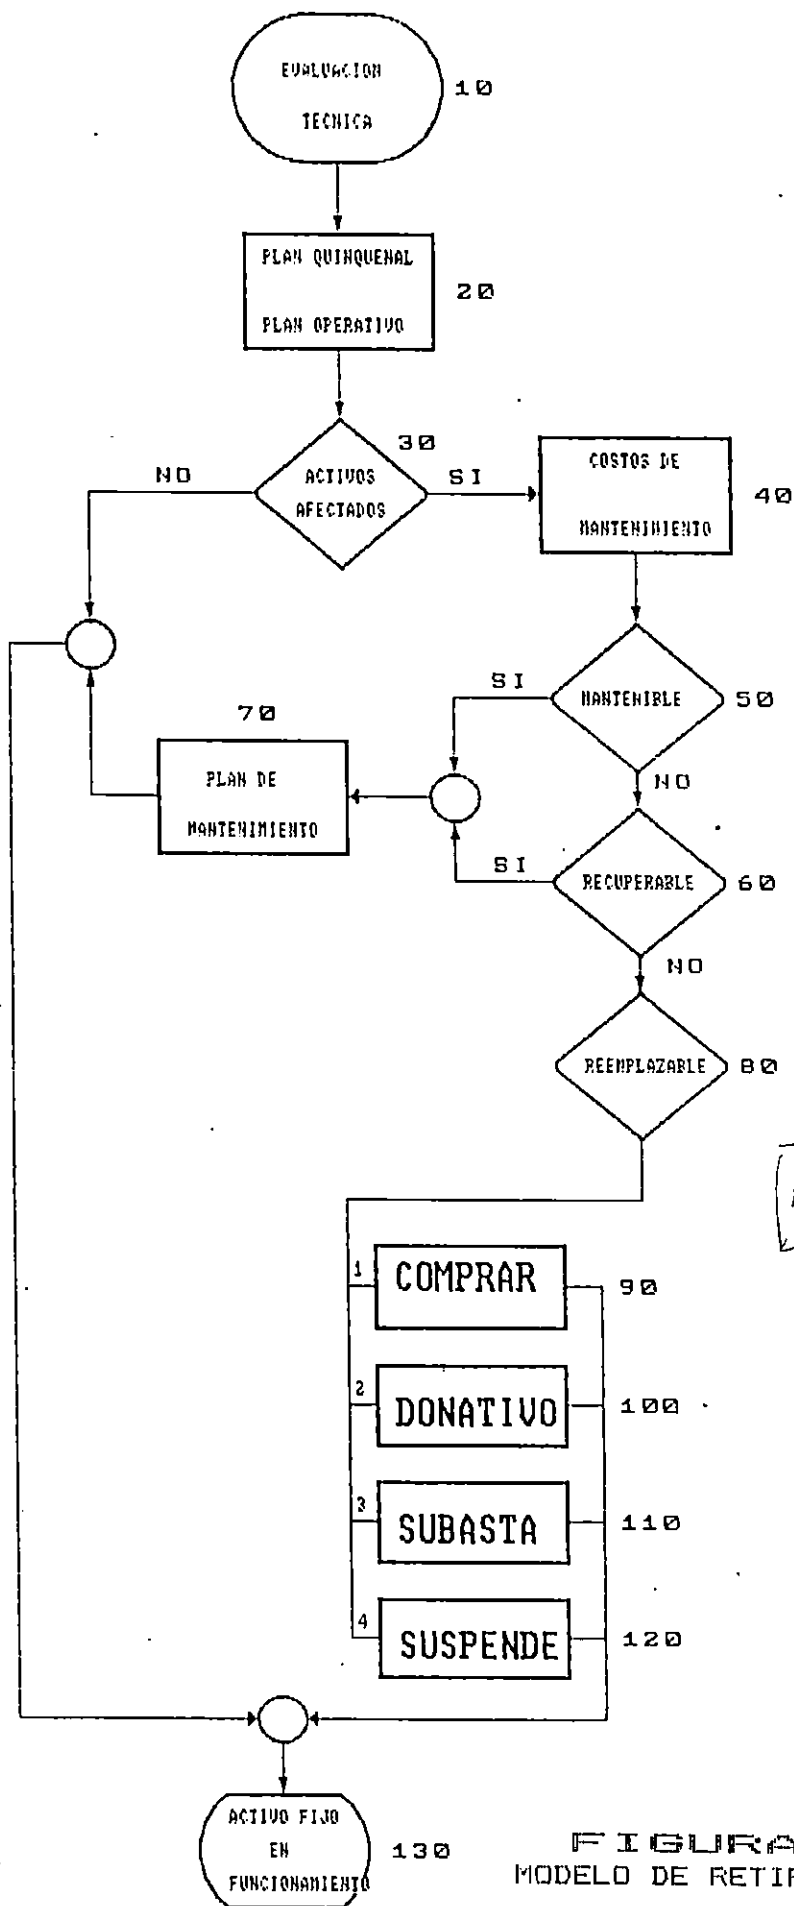 EVALUACION
TECNICA
10
PLAN QUINQUENAL
PLAN OPERATIVO
20
30
ACTIVOS
AFECTADOS
NO
SI
COSTOS DE
MANTENIMIENTO
40
MANTENIBLE
50
SI
NO
70
PLAN DE
MANTENIMIENTO
RECUPERABLE
60
SI
NO
REEMPLAZABLE
80
1
COMPRAR
90
2
DONATIVO
100
3
SUBASTA
110
4
SUSPENDE
120
ACTIVO FIJO
EN
FUNCIONAMIENTO
130
FIGURA
MODELO DE